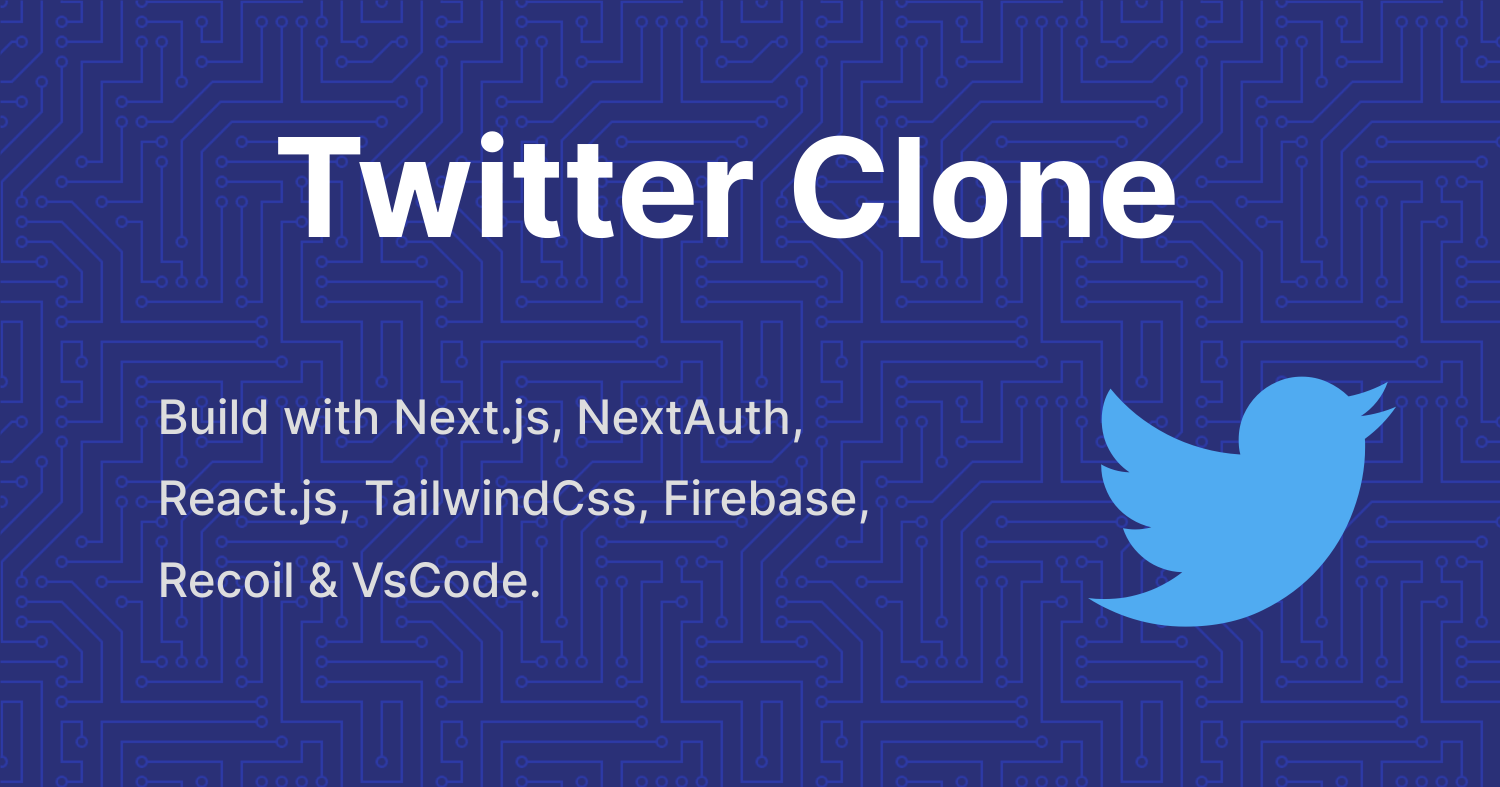 Twitter Clone
Build with Next.js, NextAuth,
React.js, TailwindCss, Firebase,
Recoil & VsCode.